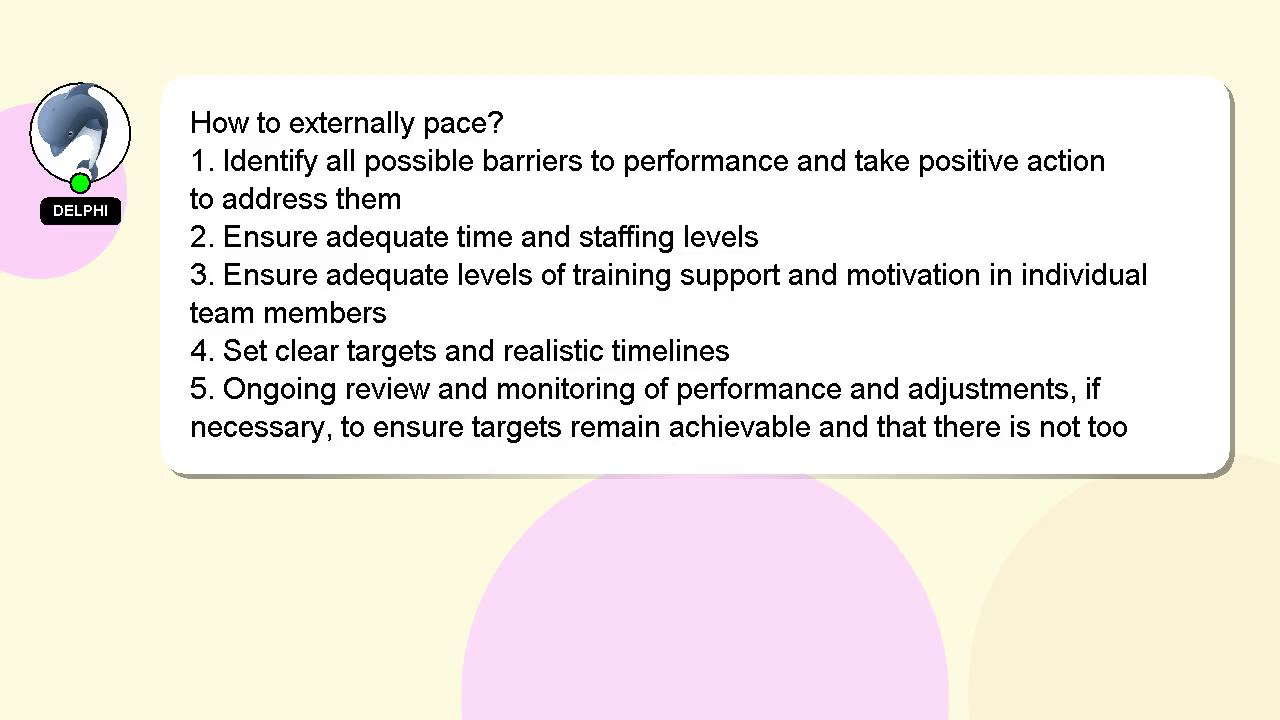 DELPHI
How to externally pace?
1. Identify all possible barriers to performance and take positive action
to address them
2. Ensure adequate time and staffing levels
3. Ensure adequate levels of training support and motivation in individual
team members
4. Set clear targets and realistic timelines
5. Ongoing review and monitoring of performance and adjustments, if
necessary, to ensure targets remain achievable and that there is not too